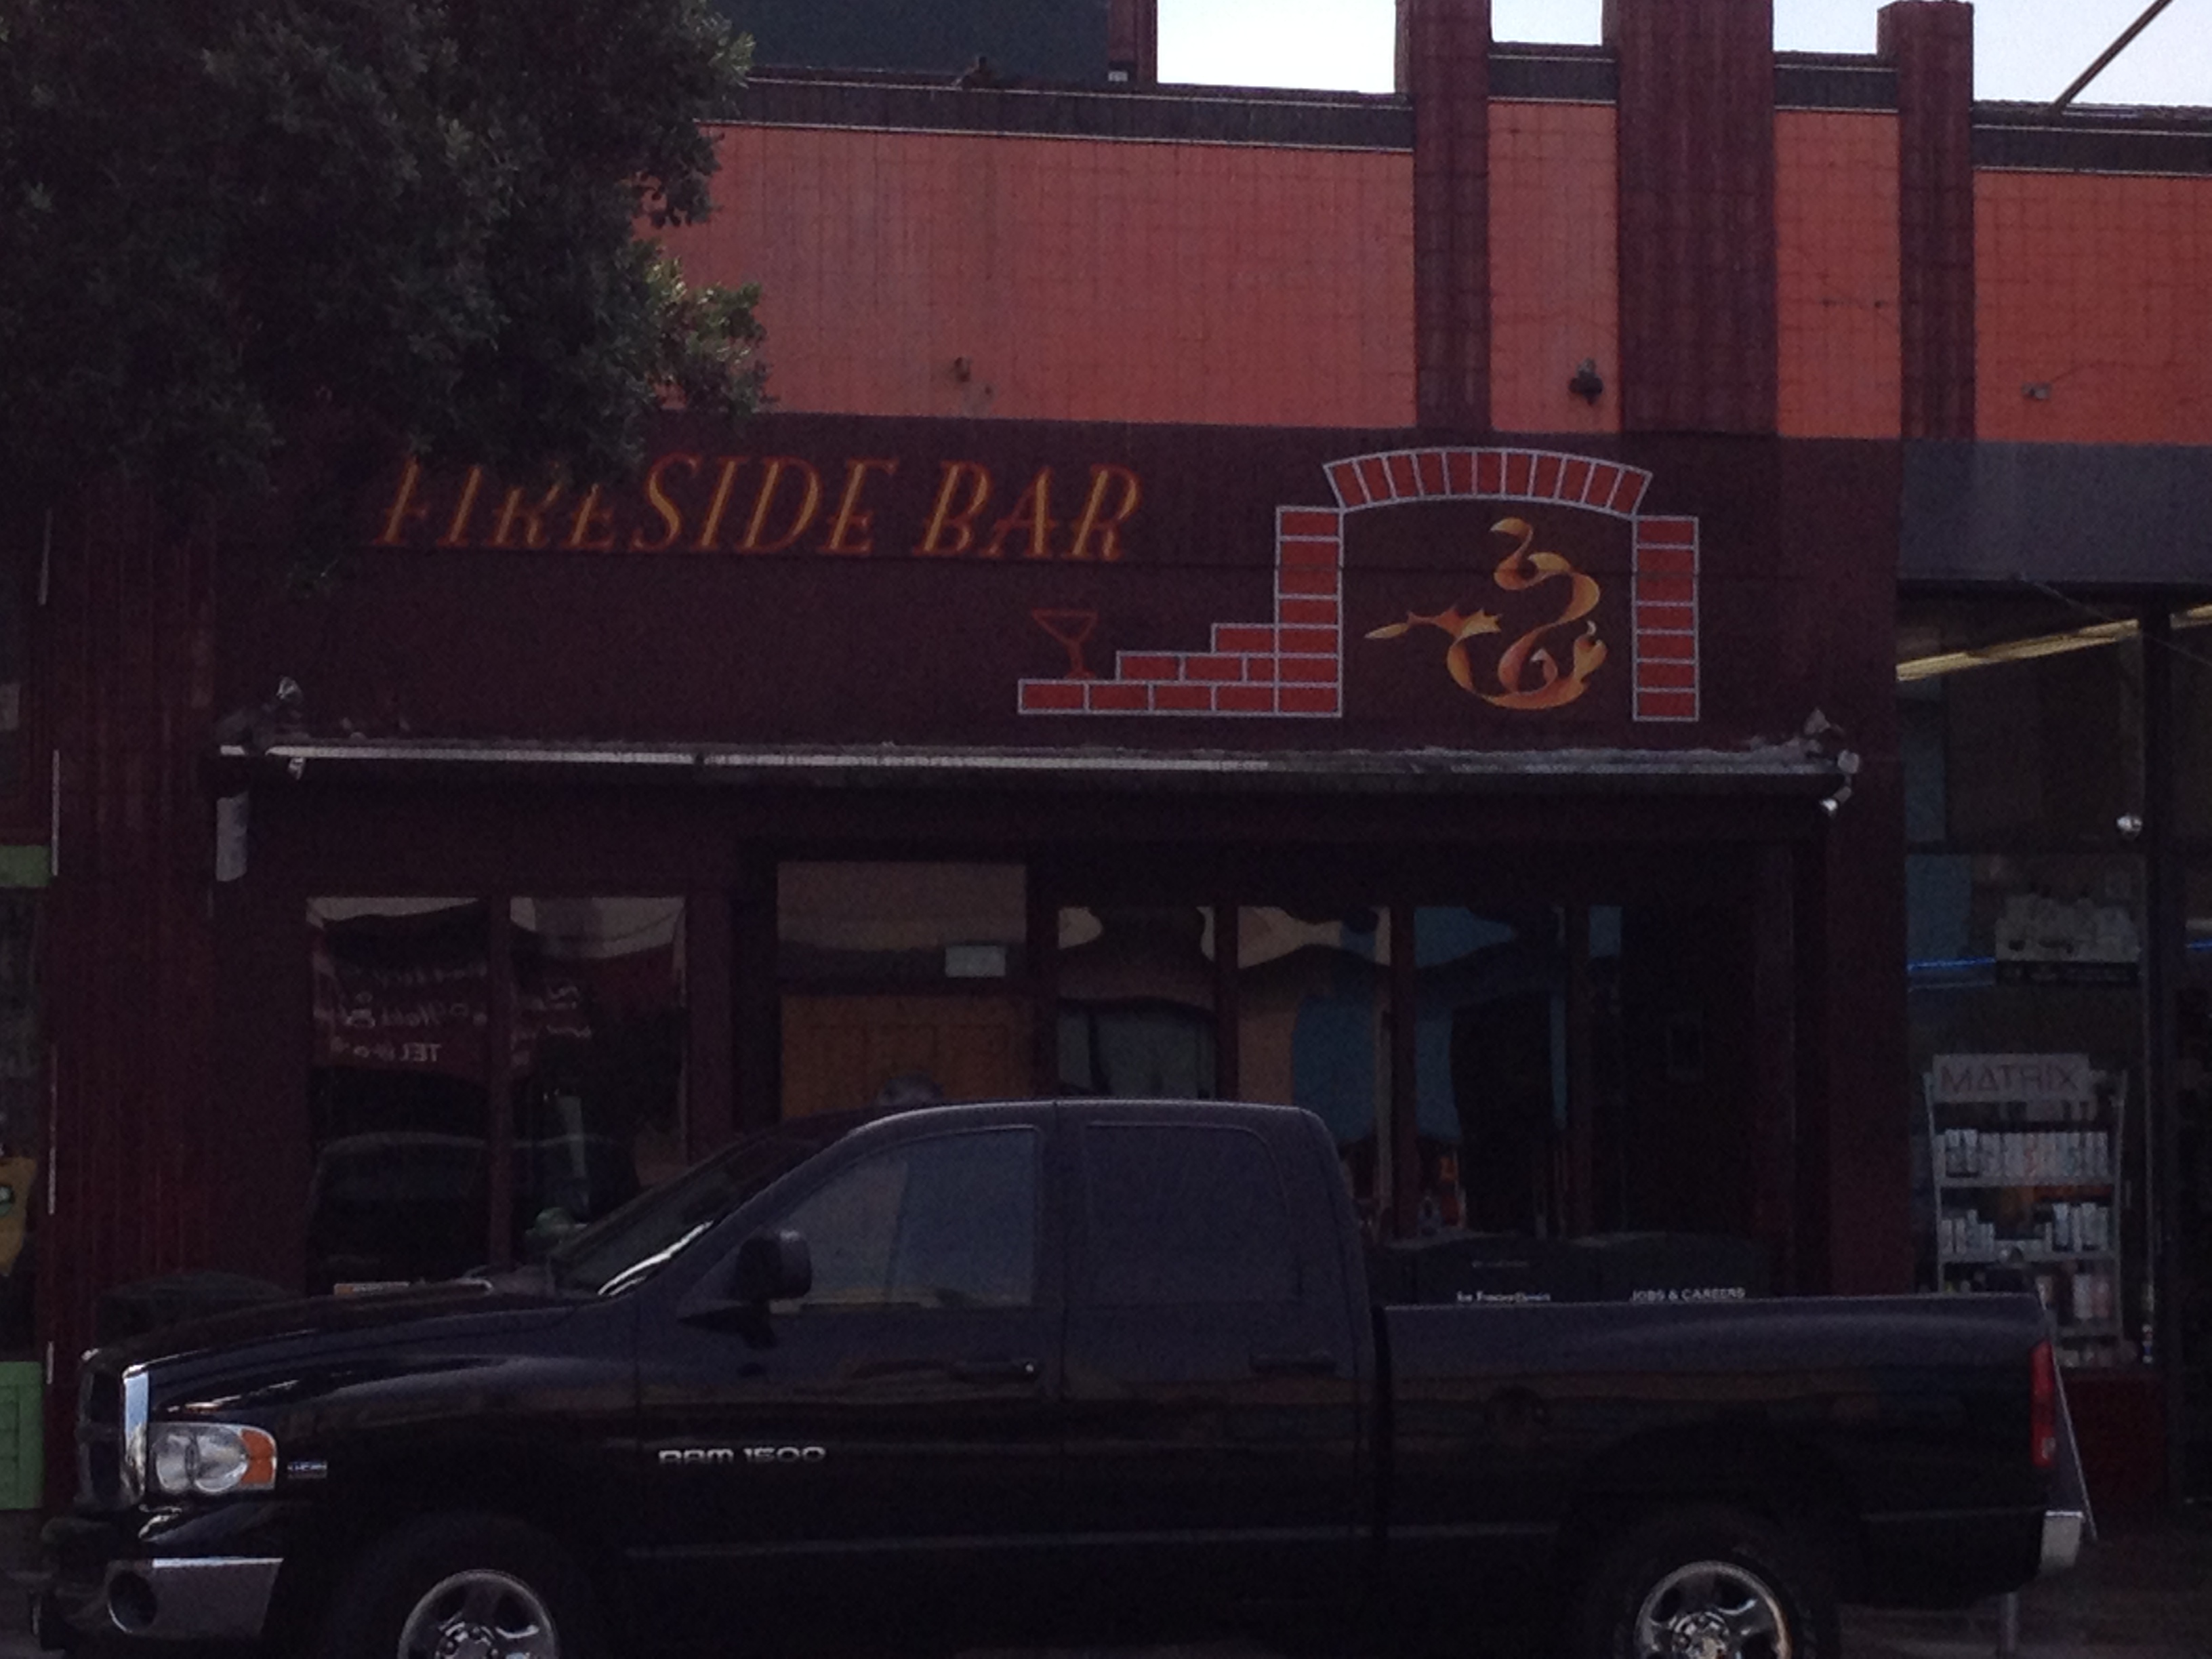 FIRESIDE BAR
MATRIX
JOBS & CAREERS
RAM 1500